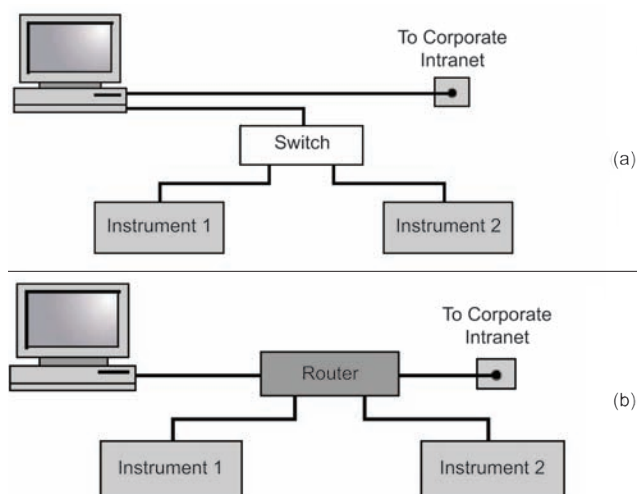 To Corporate
Intranet
Switch
(a)
Instrument 1
Instrument 2
To Corporate
Intranet
Router
(b)
Instrument 1
Instrument 2